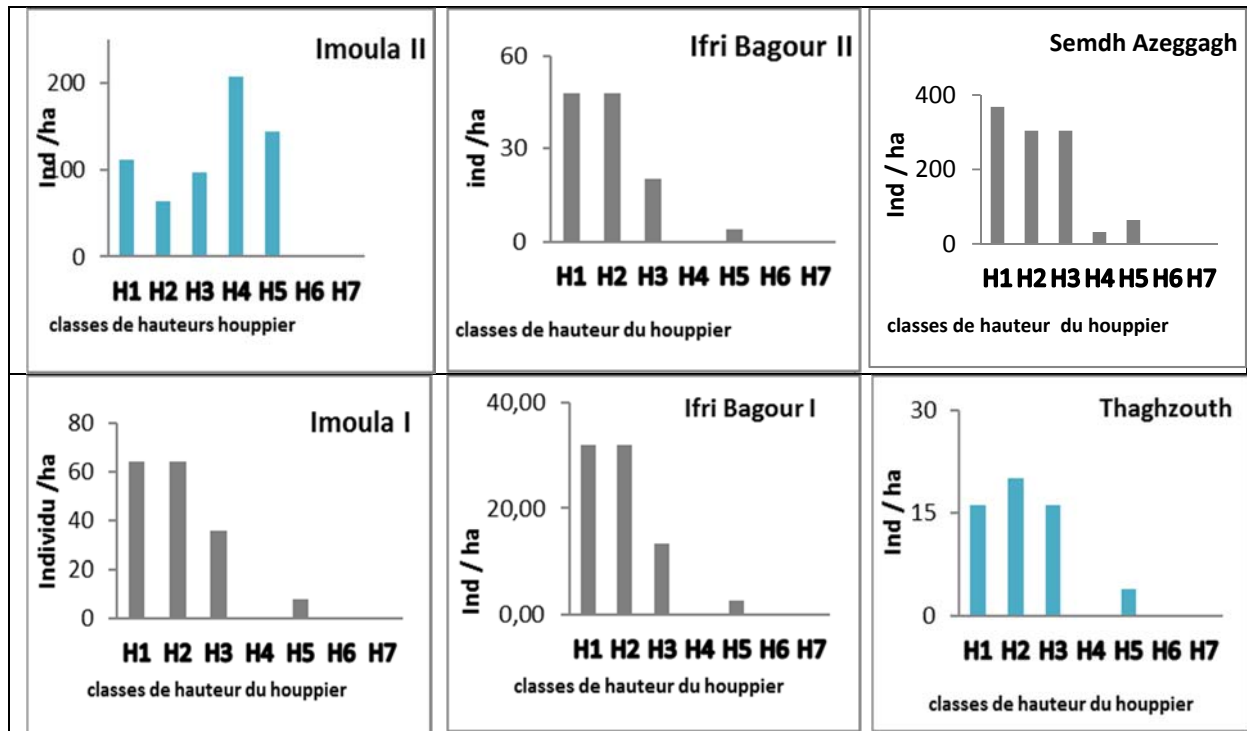 Imoula II
200
100
0
Ind /ha
H1 H2 H3 H4 H5 H6 H7
classes de hauteurs houppier
Ifri Bagour II
60
30
0
ind /ha
H1 H2 H3 H4 H5 H6 H7
classes de hauteur du houppier
Semdh Azeggagh
400
200
0
Ind / ha
H1 H2 H3 H4 H5 H6 H7
classes de hauteur du houppier
Imoula I
80
60
40
20
0
Individu /ha
H1 H2 H3 H4 H5 H6 H7
classes de hauteur du houppier
Ifri Bagour I
40,00
20,00
0,00
Ind / ha
H1 H2 H3 H4 H5 H6 H7
classes de hauteur du houppier
Thaghzouth
30
15
0
Ind / ha
H1 H2 H3 H4 H5 H6 H7
classes de hauteur du houppier